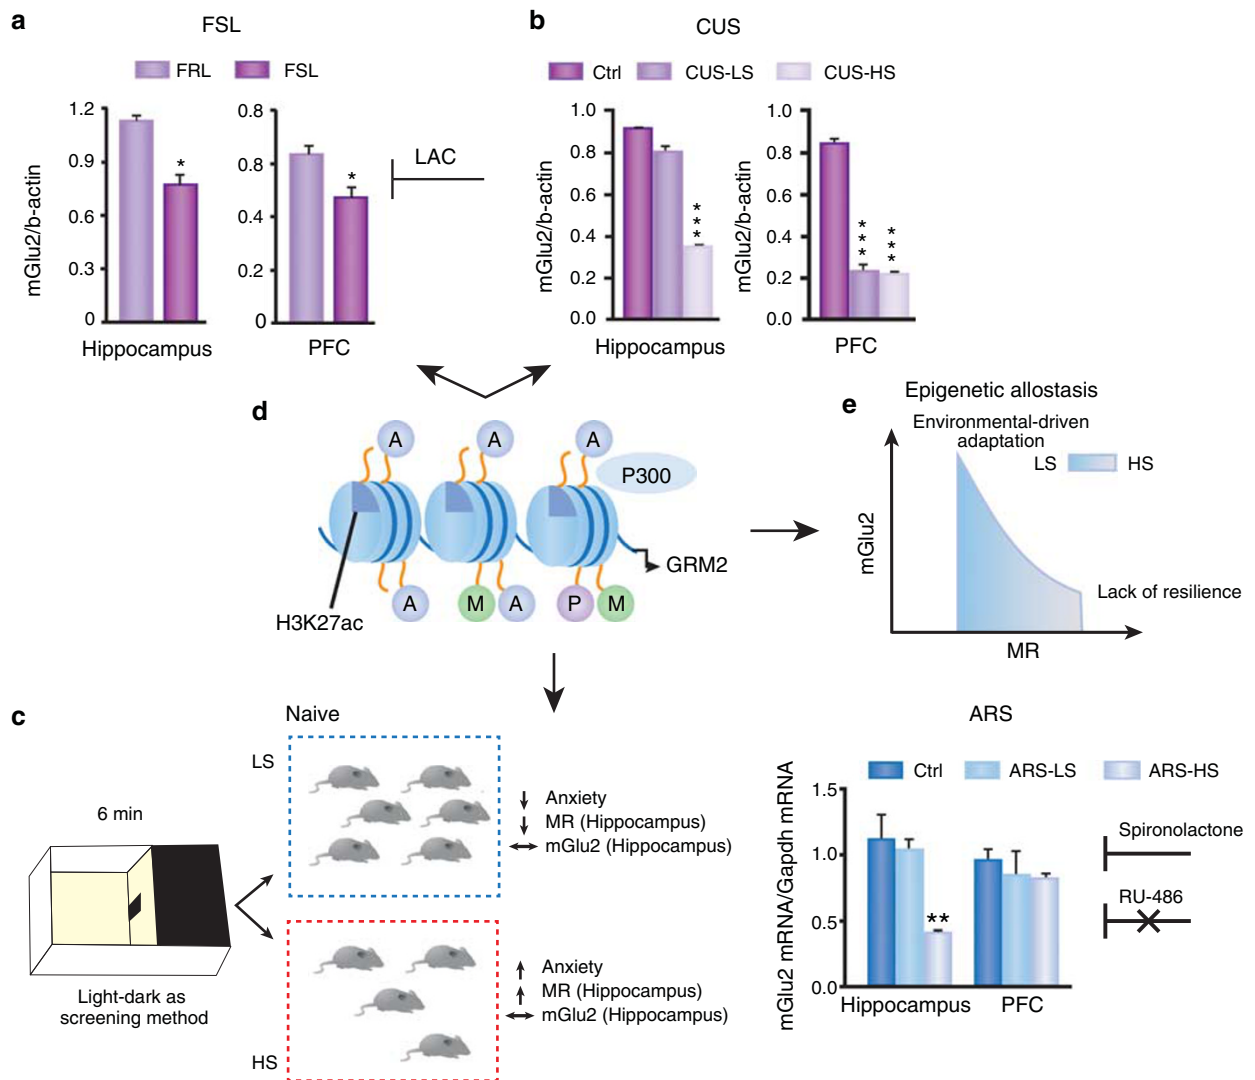 a
FSL
FRL
FSL
mGlu2/b-actin
1.2
0.9
0.6
0.3
0
Hippocampus
0.8
0.8
0.4
0.2
0
*
*
PFC
LAC
b
CUS
Ctrl
CUS-LS
CUS-HS
mGlu2/b-actin
1.0
0.8
0.6
0.4
0.2
0.0
***
Hippocampus
mGlu2/b-actin
1.0
0.8
0.6
0.4
0.2
0.0
***
***
PFC
d
A
A
A
P300
GRM2
A
M
A
P
M
H3K27ac
e
Epigenetic allostasis
Environmental-driven
adaptation
LS
HS
mGlu2
Lack of resilience
MR
c
Naive
LS
6 min
Anxiety
MR (Hippocampus)
mGlu2 (Hippocampus)
Light-dark as
screening method
HS
Anxiety
MR (Hippocampus)
mGlu2 (Hippocampus)
ARS
Ctrl
ARS-LS
ARS-HS
mGlu2 mRNA/Gapdh mRNA
1.5
1.0
0.5
0.0
**
Hippocampus
PFC
Spironolactone
RU-486